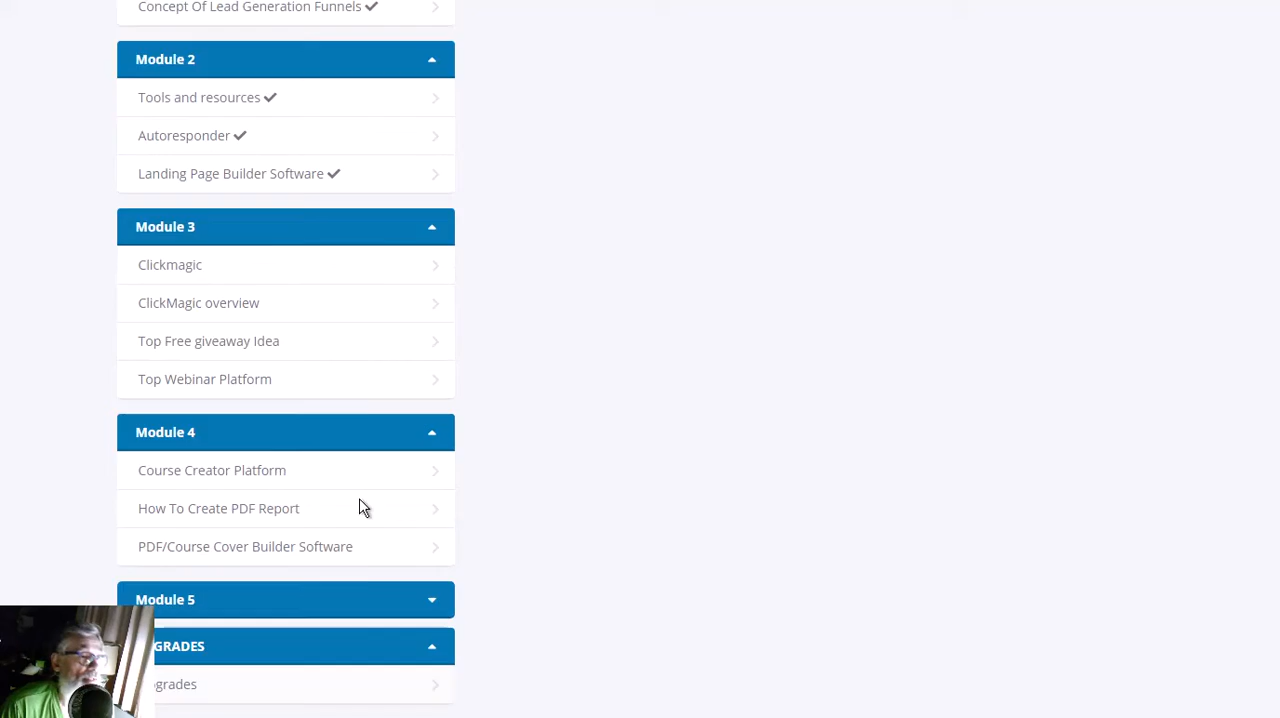 Concept Of Lead Generation Funnels
Module 2
Tools and resources
Autoresponder
Landing Page Builder Software
Module 3
Clickmagic
ClickMagic overview
Top Free giveaway Idea
Top Webinar Platform
Module 4
Course Creator Platform
How To Create PDF Report
PDF/Course Cover Builder Software
Module 5
GRADES
grades